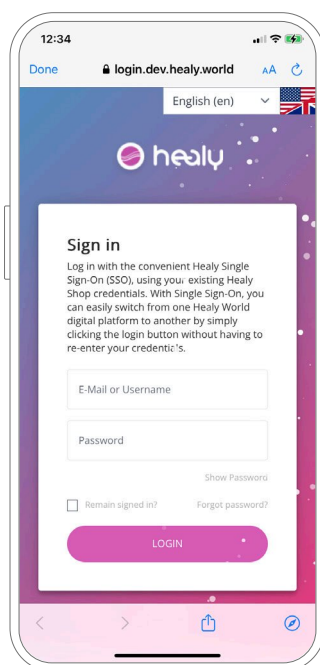 12:34
Done login.dev.healy.world AA
English (en)
healy
Sign in
Log in with the convenient Healy Single
Sign-On (SSO), using your existing Healy
Shop credentials. With Single Sign-On, you
can easily switch from one Healy World
digital platform to another by simply
clicking the login button without having to
re-enter your credentials.
E-Mail or Username
Password
Show Password
Remain signed in? Forgot password?
LOGIN